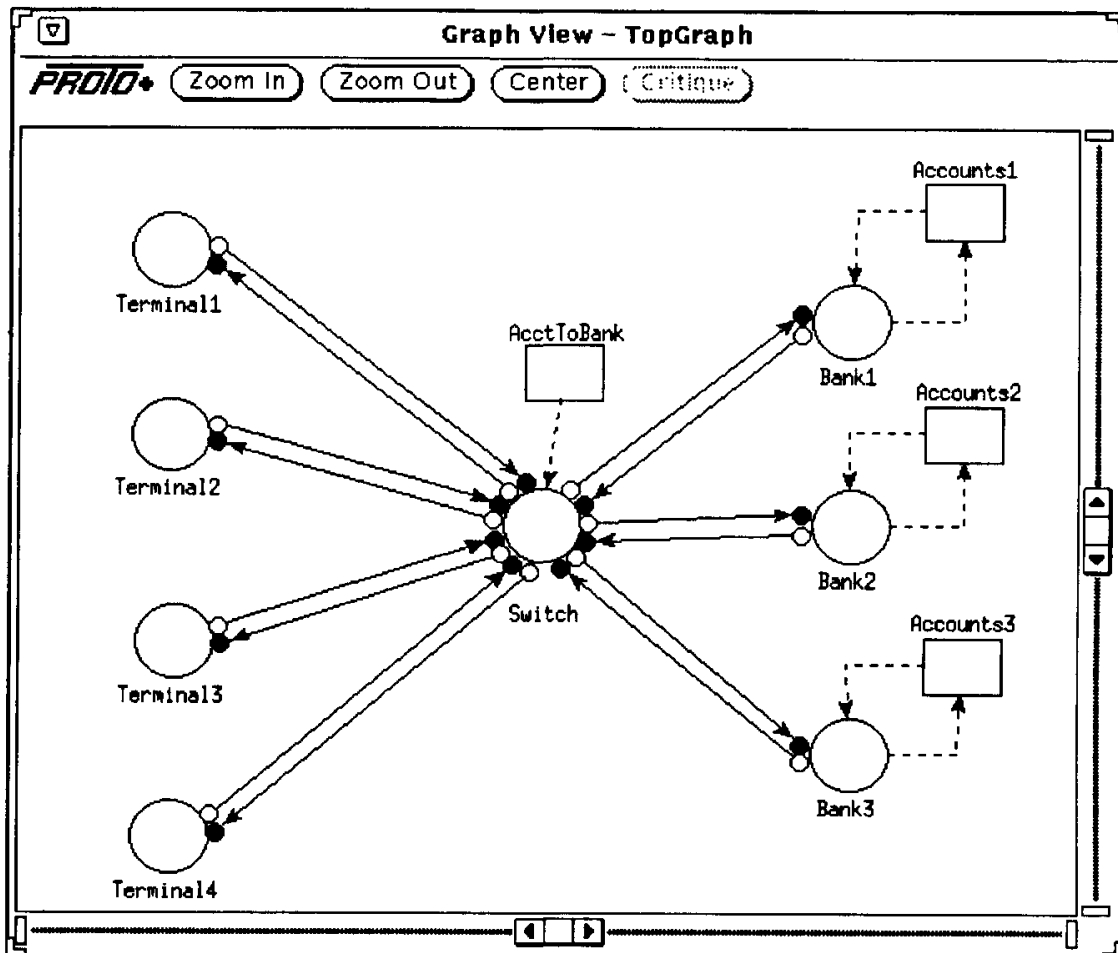 Graph View – TopGraph
PROTO+ Zoom In Zoom Out Center Critique
Accounts1
Terminal1
AcctToBank
Bank1
Accounts2
Terminal2
Bank2
Switch
Accounts3
Terminal3
Bank3
Terminal4